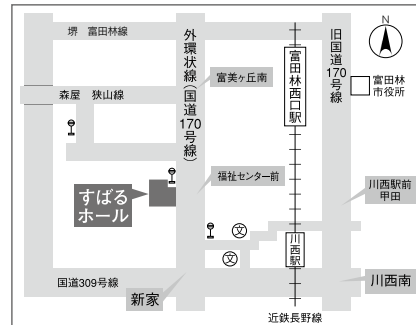 堺 富田林線
外環状線(国道170号線)
富田林西口駅
旧国道170号線
N
富田林
市役所
富美ヶ丘南
森屋 狭山線
福祉センター前
川西駅前
甲田
すばる
ホール
文
文
川西駅
国道309号線
新家
川西南
近鉄長野線